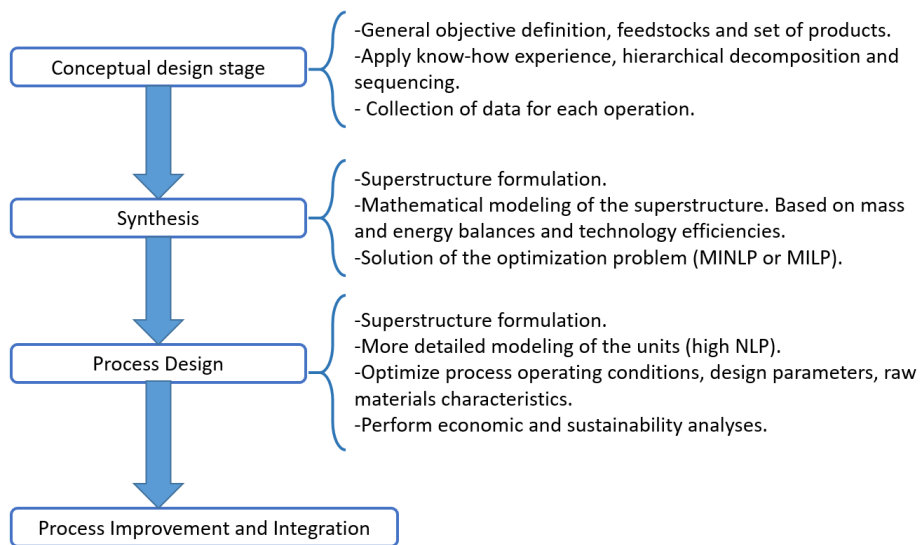 Conceptual design stage
-General objective definition, feedstocks and set of products.
-Apply know-how experience, hierarchical decomposition and
sequencing.
- Collection of data for each operation.
Synthesis
-Superstructure formulation.
-Mathematical modeling of the superstructure. Based on mass
and energy balances and technology efficiencies.
-Solution of the optimization problem (MINLP or MILP).
Process Design
-Superstructure formulation.
-More detailed modeling of the units (high NLP).
-Optimize process operating conditions, design parameters, raw
materials characteristics.
-Perform economic and sustainability analyses.
Process Improvement and Integration